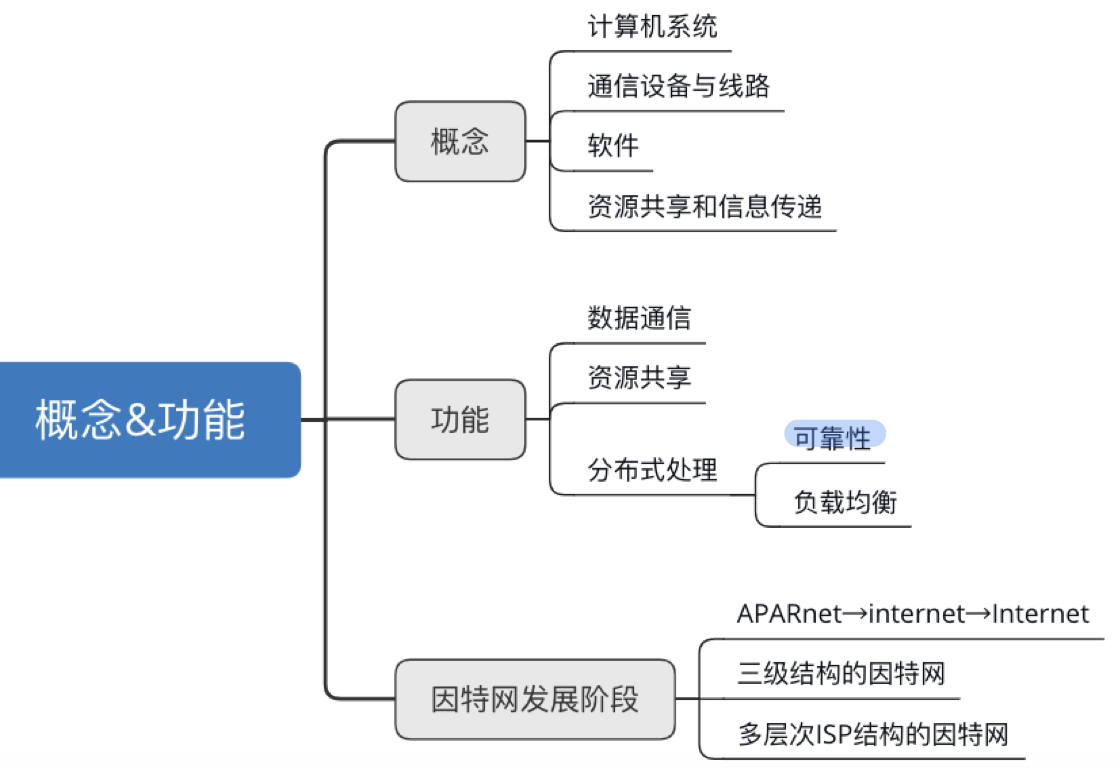 概念&功能
概念
计算机系统
通信设备与线路
软件
资源共享和信息传递
功能
数据通信
资源共享
分布式处理
可靠性
负载均衡
因特网发展阶段
APARnet→internet→Internet
三级结构的因特网
多层次ISP结构的因特网